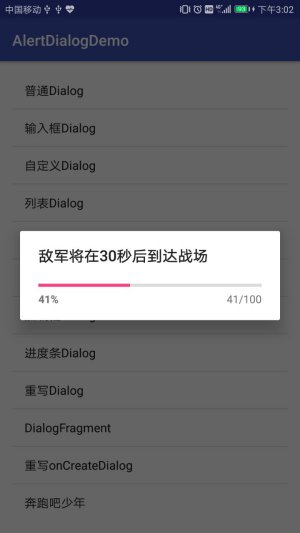 中国移动
下午3:02
AlertDialogDemo
普通Dialog
输入框Dialog
自定义Dialog
列表Dialog
敌军将在30秒后到达战场
41%
41/100
进度条Dialog
重写Dialog
DialogFragment
重写onCreateDialog
奔跑吧少年